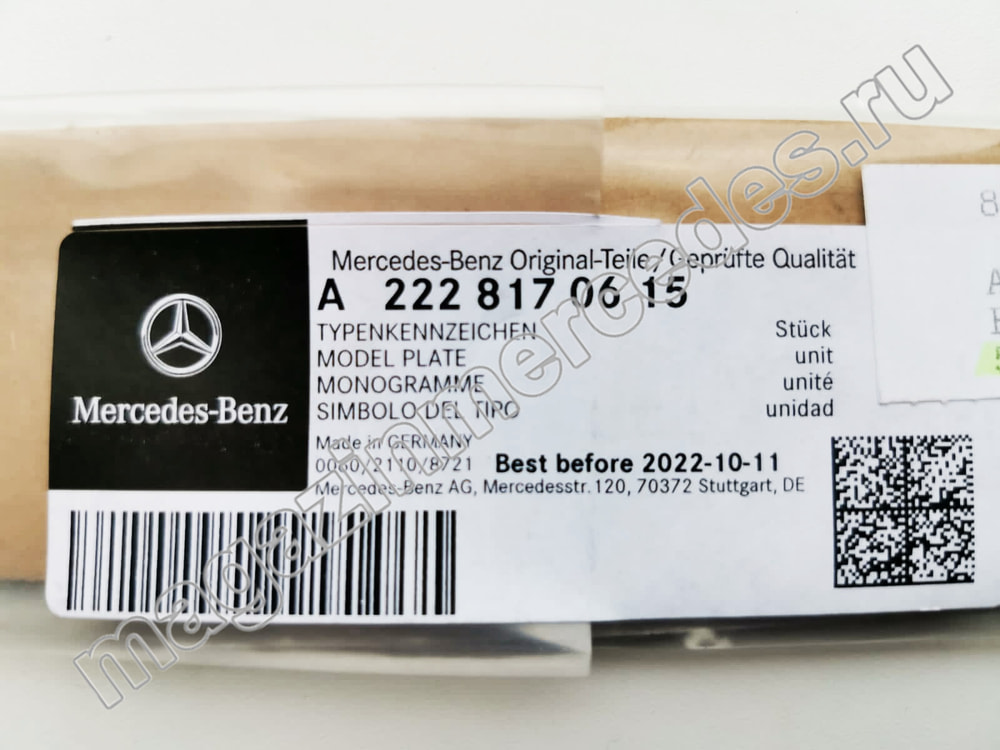 Mercedes-Benz Original-Teile/Geprüfte Qualität
A 222 817 06 15
TYPENKENNZEICHEN Stück
MODEL PLATE unit
MONOGRAMME unité
SIMBOLO DEL TIPO unidad
Mercedes-Benz
Made in GERMANY
0060/2110/8721 Best before 2022-10-11
Mercedes-Benz AG, Mercedesstr. 120, 70372 Stuttgart, DE
8
A
magazinmercedes.ru